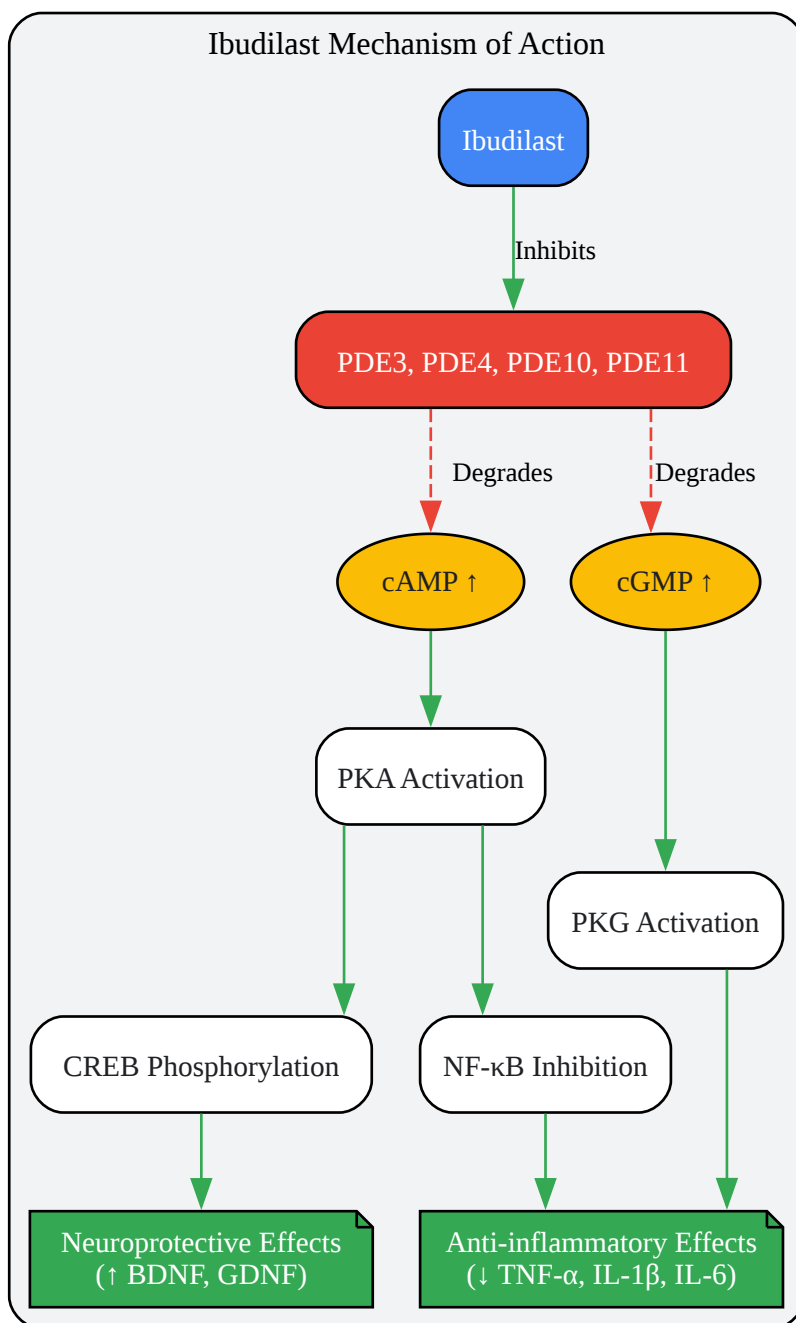 Ibudilast Mechanism of Action
Ibudilast
Inhibits
PDE3, PDE4, PDE10, PDE11
Degrades
Degrades
cAMP ↑
cGMP ↑
PKA Activation
PKG Activation
CREB Phosphorylation
NF-κB Inhibition
Neuroprotective Effects
(↑ BDNF, GDNF)
Anti-inflammatory Effects
(↓ TNF-α, IL-1β, IL-6)